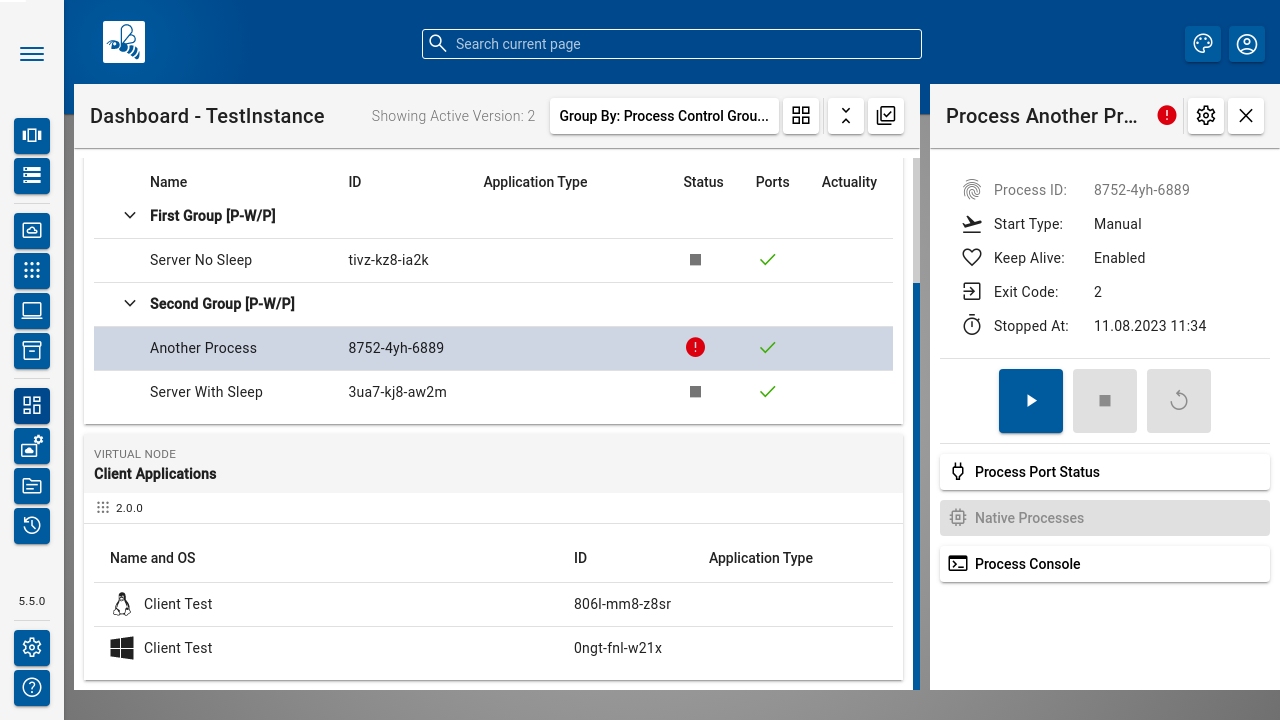 Search current page
Dashboard - TestInstance
Showing Active Version: 2
Group By: Process Control Grou...
Name ID Application Type Status Ports Actuality
First Group [P-W/P]
Server No Sleep tivz-kz8-ia2k
Second Group [P-W/P]
Another Process 8752-4yh-6889
Server With Sleep 3ua7-kj8-aw2m
VIRTUAL NODE
Client Applications
2.0.0
Name and OS ID Application Type
Client Test 806l-mm8-z8sr
Client Test 0ngt-fnl-w21x
5.5.0
Process Another Pr...
Process ID: 8752-4yh-6889
Start Type: Manual
Keep Alive: Enabled
Exit Code: 2
Stopped At: 11.08.2023 11:34
Process Port Status
Native Processes
Process Console